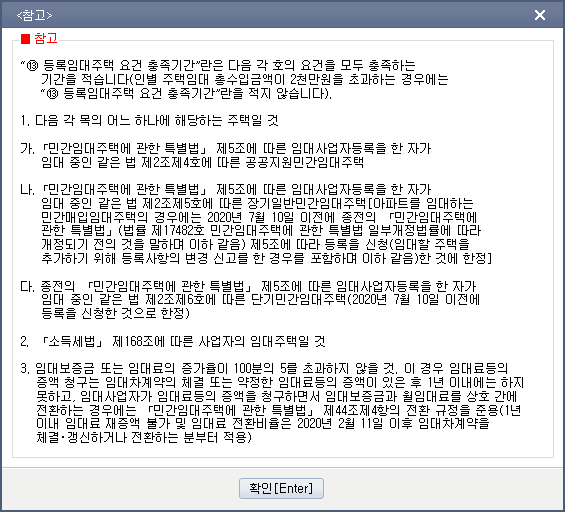 <참고>
■ 참고
"⑬ 등록임대주택 요건 충족기간"란은 다음 각 호의 요건을 모두 충족하는
기간을 적습니다(인별 주택임대 총수입금액이 2천만원을 초과하는 경우에는
"⑬ 등록임대주택 요건 충족기간"란을 적지 않습니다).
1. 다음 각 목의 어느 하나에 해당하는 주택일 것
가. 「민간임대주택에 관한 특별법」 제5조에 따른 임대사업자등록을 한 자가
임대 중인 같은 법 제2조제4호에 따른 공공지원민간임대주택
나. 「민간임대주택에 관한 특별법」 제5조에 따른 임대사업자등록을 한 자가
임대 중인 같은 법 제2조제5호에 따른 장기일반민간임대주택[아파트를 임대하는
민간매입임대주택의 경우에는 2020년 7월 10일 이전에 종전의 「민간임대주택에
관한 특별법」(법률 제17482호 민간임대주택에 관한 특별법 일부개정법률에 따라
개정되기 전의 것을 말하며 이하 같음) 제5조에 따라 등록을 신청(임대할 주택을
추가하기 위해 등록사항의 변경 신고를 한 경우를 포함하며 이하 같음)한 것에 한정]
다. 종전의 「민간임대주택에 관한 특별법」 제5조에 따른 임대사업자등록을 한 자가
임대 중인 같은 법 제2조제6호에 따른 단기민간임대주택(2020년 7월 10일 이전에
등록을 신청한 것으로 한정)
2. 「소득세법」 제168조에 따른 사업자의 임대주택일 것
3. 임대보증금 또는 임대료의 증가율이 100분의 5를 초과하지 않을 것. 이 경우 임대료등의
증액 청구는 임대차계약의 체결 또는 약정한 임대료등의 증액이 있은 후 1년 이내에는 하지
못하고, 임대사업자가 임대료등의 증액을 청구하면서 임대보증금과 월임대료를 상호 간에
전환하는 경우에는 「민간임대주택에 관한 특별법」 제44조제4항의 전환 규정을 준용(1년
이내 임대료 재증액 불가 및 임대료 전환비율은 2020년 2월 11일 이후 임대차계약을
체결·갱신하거나 전환하는 분부터 적용)
확인[Enter]